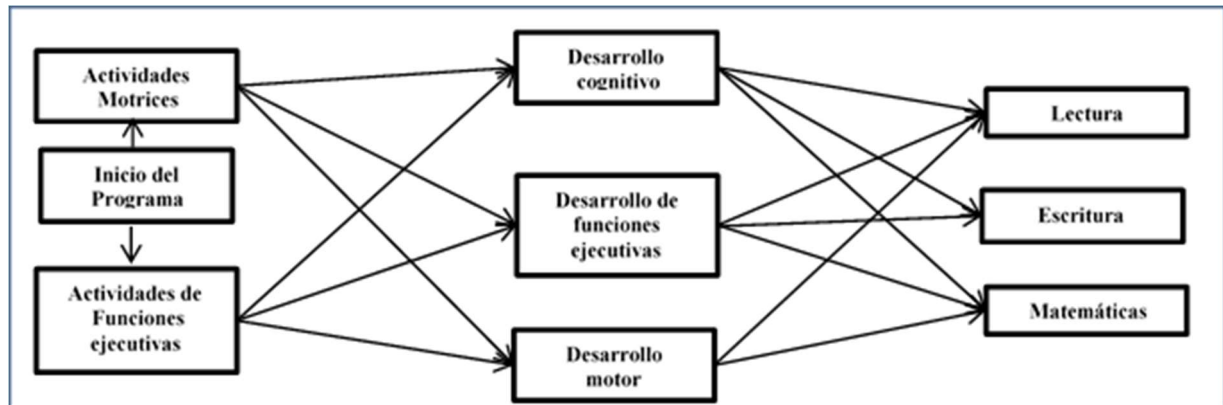 Actividades
Motrices
Inicio del
Programa
Actividades de
Funciones
ejecutivas
Desarrollo
cognitivo
Desarrollo de
funciones
ejecutivas
Desarrollo
motor
Lectura
Escritura
Matemáticas